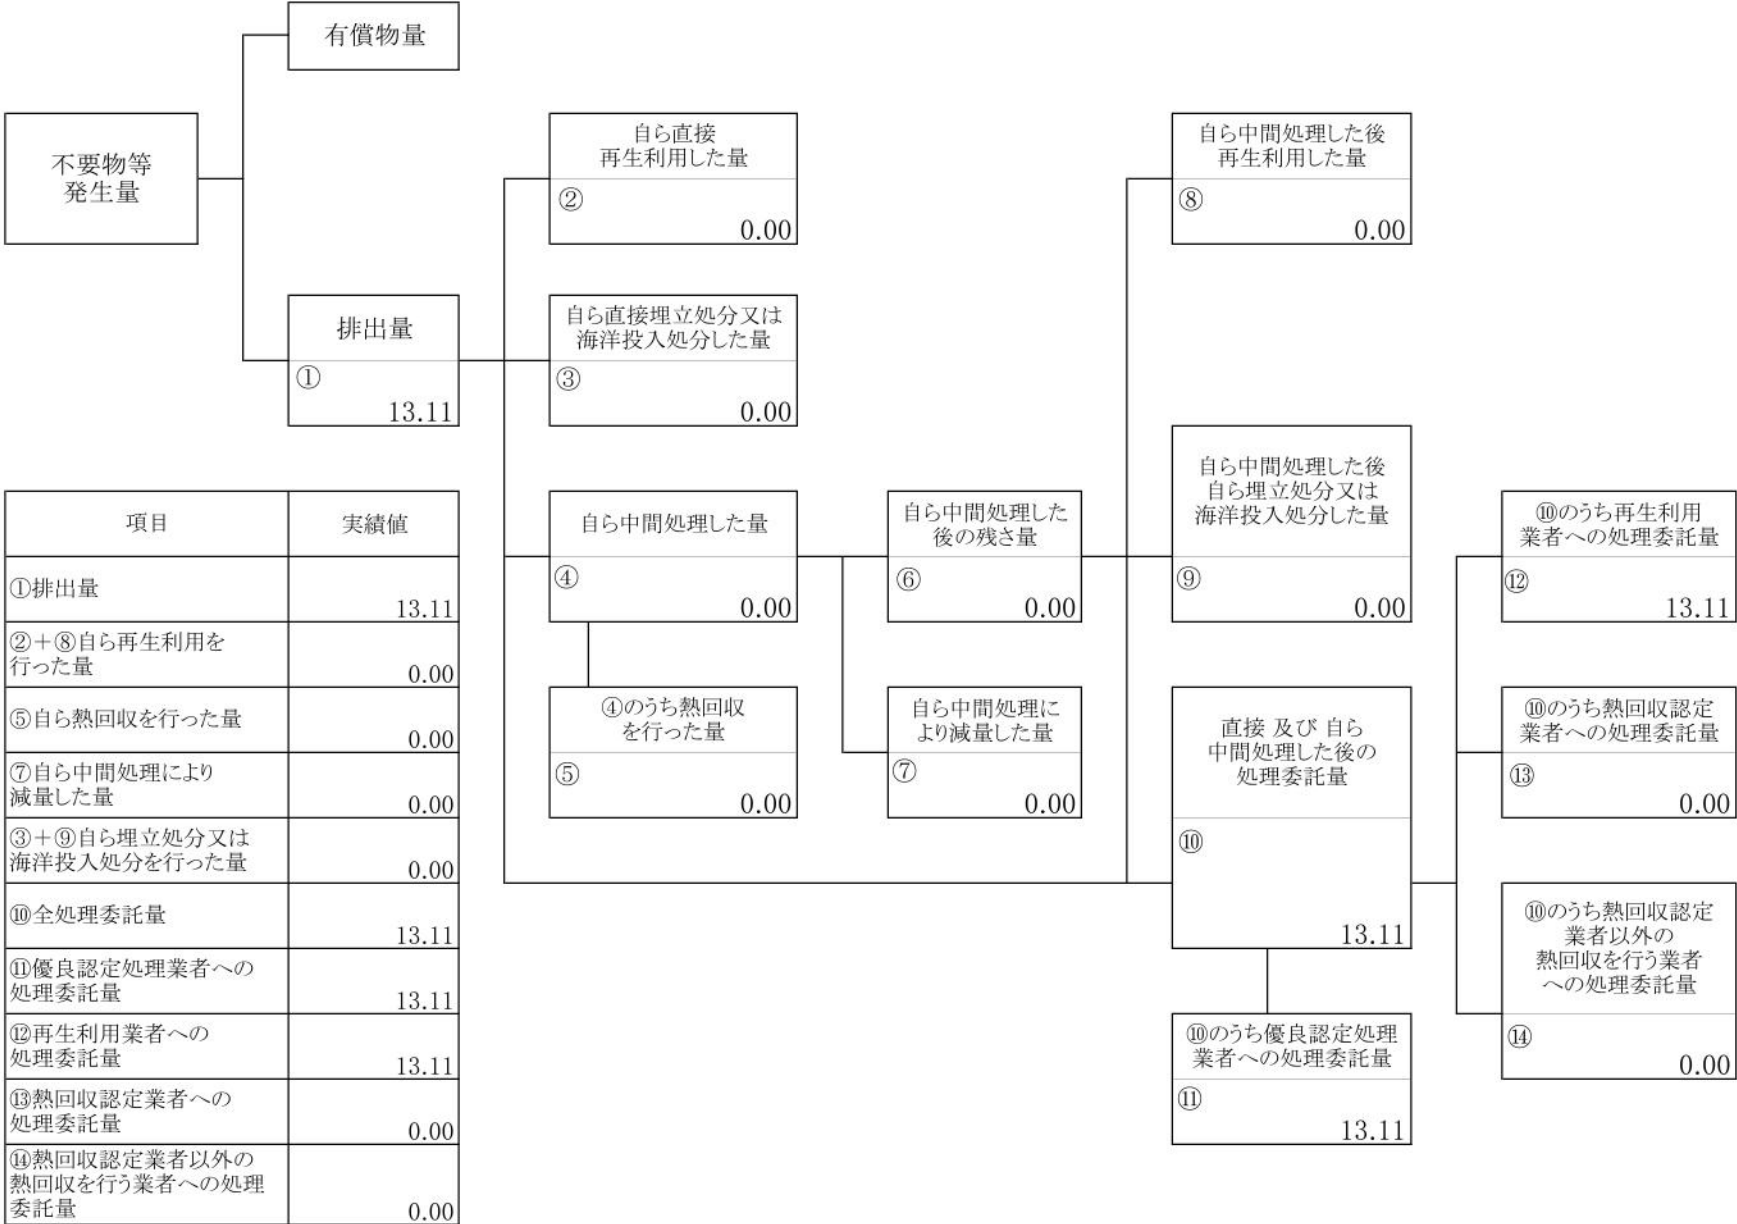 有償物量
不要物等
発生量
自ら直接
再生利用した量
②
0.00
自ら中間処理した後
再生利用した量
⑧
0.00
排出量
①
13.11
自ら直接埋立処分又は
海洋投入処分した量
③
0.00
自ら中間処理した量
④
0.00
自ら中間処理した
後の残さ量
⑥
0.00
自ら中間処理した後
自ら埋立処分又は
海洋投入処分した量
⑨
0.00
⑩のうち再生利用
業者への処理委託量
⑫
13.11
④のうち熱回収
を行った量
⑤
0.00
自ら中間処理に
より減量した量
⑦
0.00
直接 及び 自ら
中間処理した後の
処理委託量
⑩
13.11
⑩のうち熱回収認定
業者への処理委託量
⑬
0.00
⑩のうち熱回収認定
業者以外の
熱回収を行う業者
への処理委託量
⑭
0.00
⑩のうち優良認定処理
業者への処理委託量
⑪
13.11
項目 実績値
①排出量
13.11
②＋⑧自ら再生利用を
行った量
0.00
⑤自ら熱回収を行った量
0.00
⑦自ら中間処理により
減量した量
0.00
③＋⑨自ら埋立処分又は
海洋投入処分を行った量
0.00
⑩全処理委託量
13.11
⑪優良認定処理業者への
処理委託量
13.11
⑫再生利用業者への
処理委託量
13.11
⑬熱回収認定業者への
処理委託量
0.00
⑭熱回収認定業者以外の
熱回収を行う業者への処理
委託量
0.00